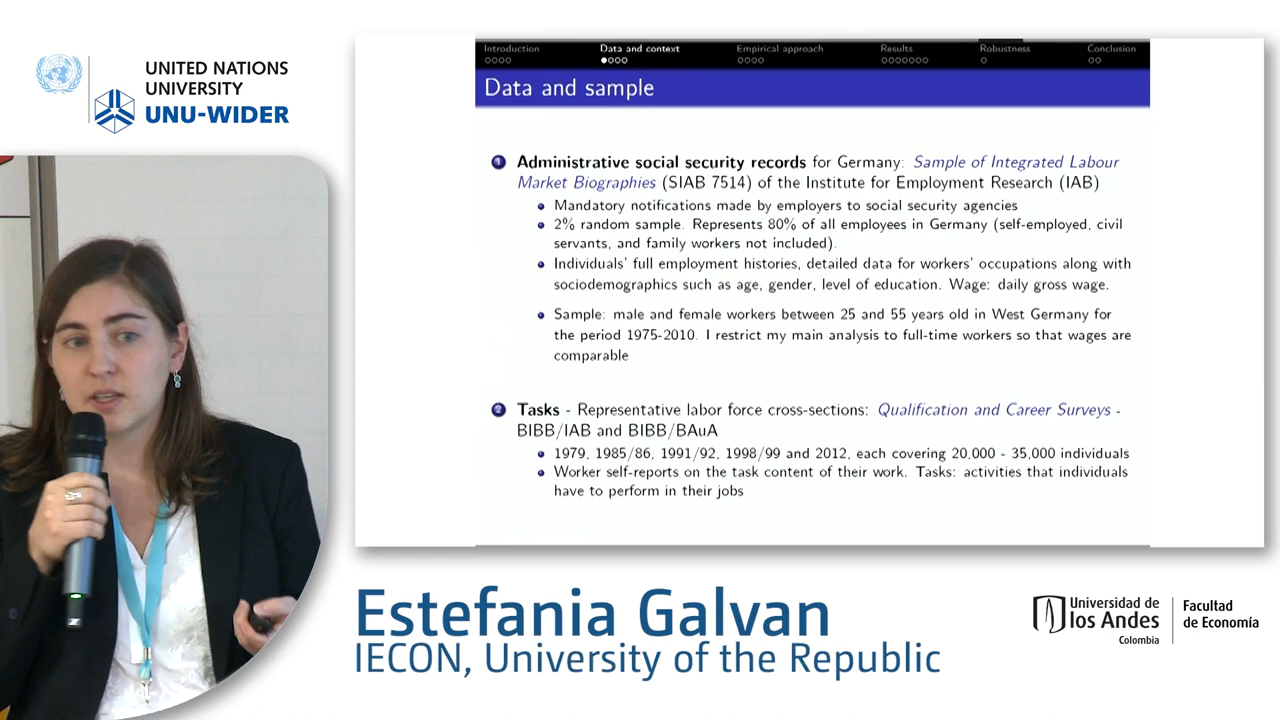 UNITED NATIONS
UNIVERSITY
UNU-WIDER
Introduction
Data and context
Empirical approach
Results
Robustness
Conclusion
Data and sample
1 Administrative social security records for Germany: Sample of Integrated Labour
Market Biographies (SIAB 7514) of the Institute for Employment Research (IAB)
Mandatory notifications made by employers to social security agencies
2% random sample. Represents 80% of all employees in Germany (self-employed, civil
servants, and family workers not included).
Individuals' full employment histories, detailed data for workers' occupations along with
sociodemographics such as age, gender, level of education. Wage: daily gross wage.
Sample: male and female workers between 25 and 55 years old in West Germany for
the period 1975-2010. I restrict my main analysis to full-time workers so that wages are
comparable
2 Tasks - Representative labor force cross-sections: Qualification and Career Surveys -
BIBB/IAB and BIBB/BAuA
1979, 1985/86, 1991/92, 1998/99 and 2012, each covering 20,000 - 35,000 individuals
Worker self-reports on the task content of their work. Tasks: activities that individuals
have to perform in their jobs
Estefania Galvan
IECON, University of the Republic
Universidad de
los Andes
Colombia
Facultad
de Economía